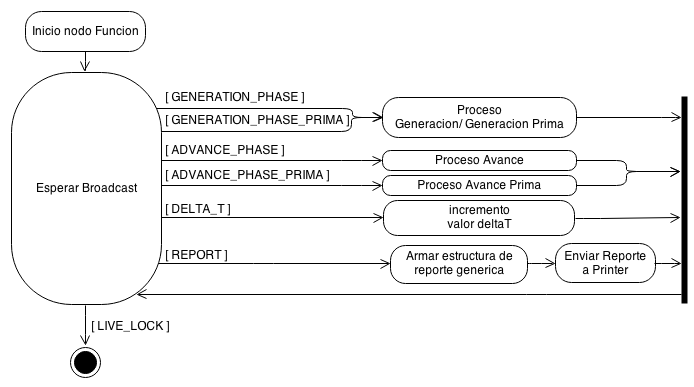 Inicio nodo Funcion
Esperar Broadcast
[ GENERATION_PHASE ]
[ GENERATION_PHASE_PRIMA ]
Proceso
Generacion/ Generacion Prima
[ ADVANCE_PHASE ]
Proceso Avance
[ ADVANCE_PHASE_PRIMA ]
Proceso Avance Prima
[ DELTA_T ]
incremento
valor deltaT
[ REPORT ]
Armar estructura de
reporte generica
Enviar Reporte
a Printer
[ LIVE_LOCK ]